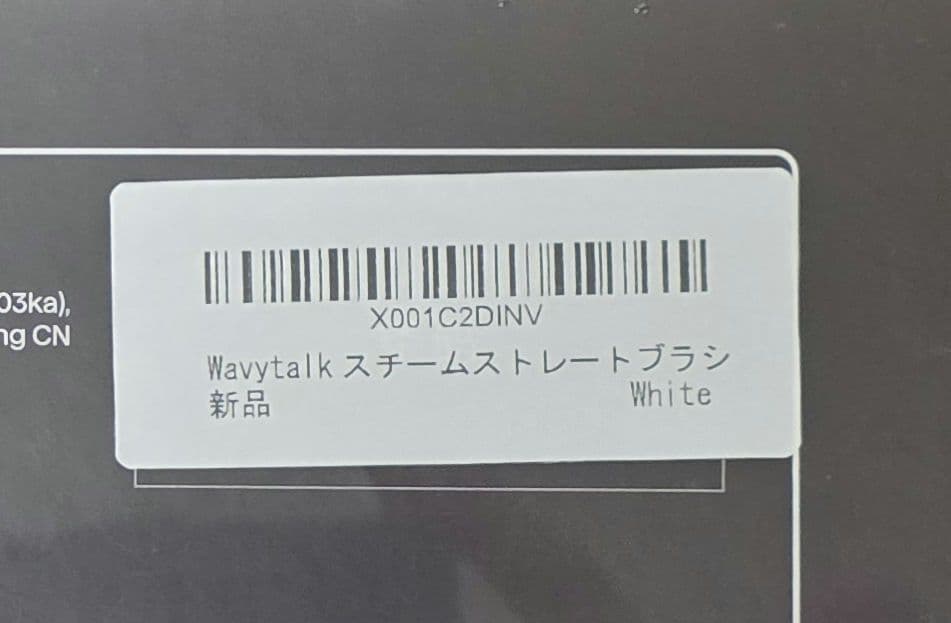 03ka),
ng CN
X001C2DINV
Wavytalk スチームストレートブラシ
新品
White